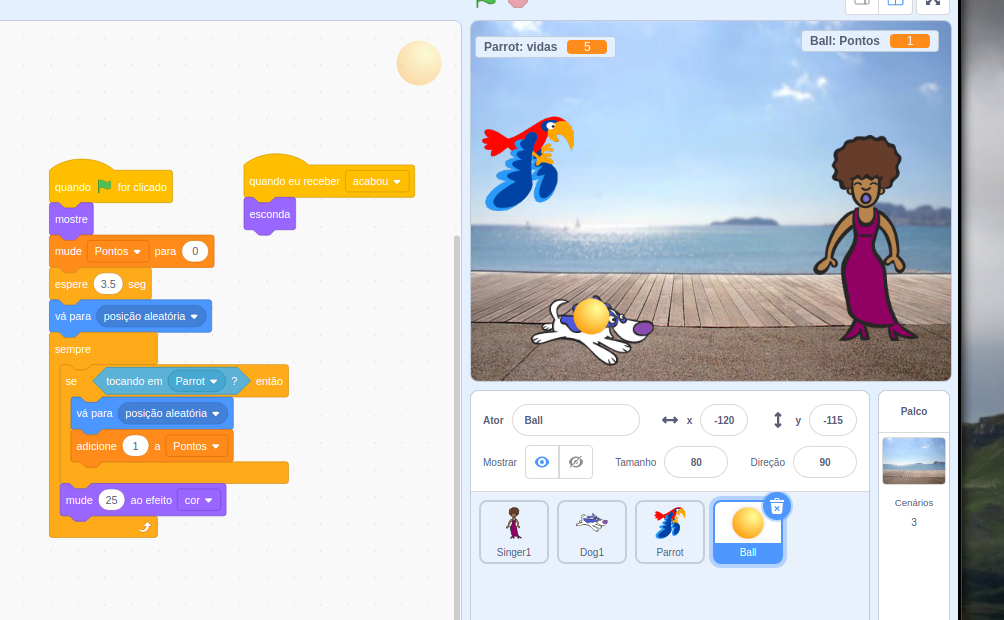 quando for clicado
mostre
mude Pontos para 0
espere 3.5 seg
vá para posição aleatória
sempre
se tocando em Parrot ? então
vá para posição aleatória
adicione 1 a Pontos
mude 25 ao efeito cor
quando eu receber acabou
esconda
Parrot: vidas 5
Ball: Pontos 1
Ator Ball x -120 y -115
Mostrar Tamanho 80 Direção 90
Singer1
Dog1
Parrot
Ball
Palco
Cenários
3